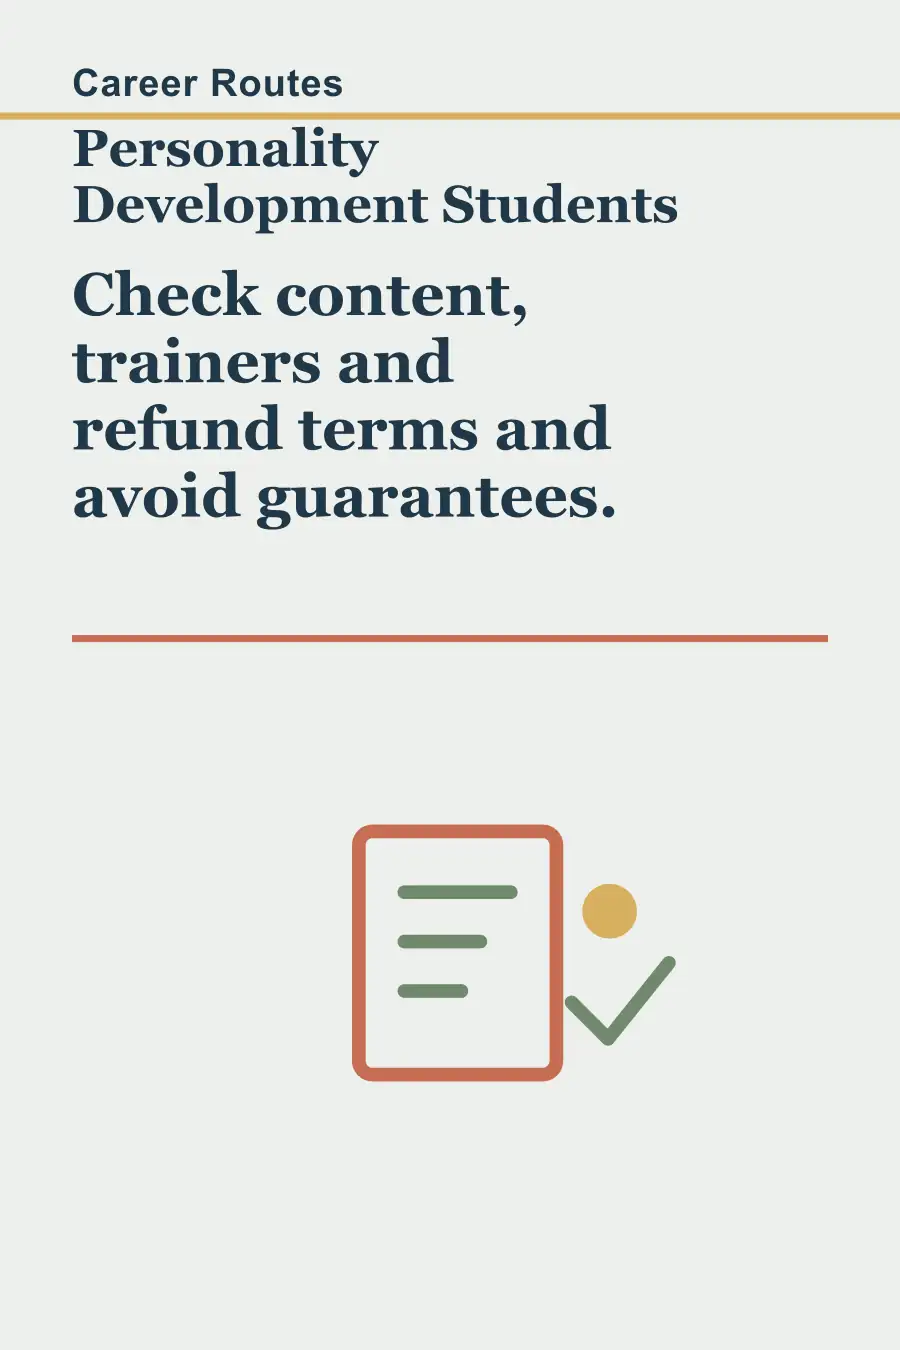 Career Routes
Personality
Development Students
Check content,
trainers and
refund terms and
avoid guarantees.